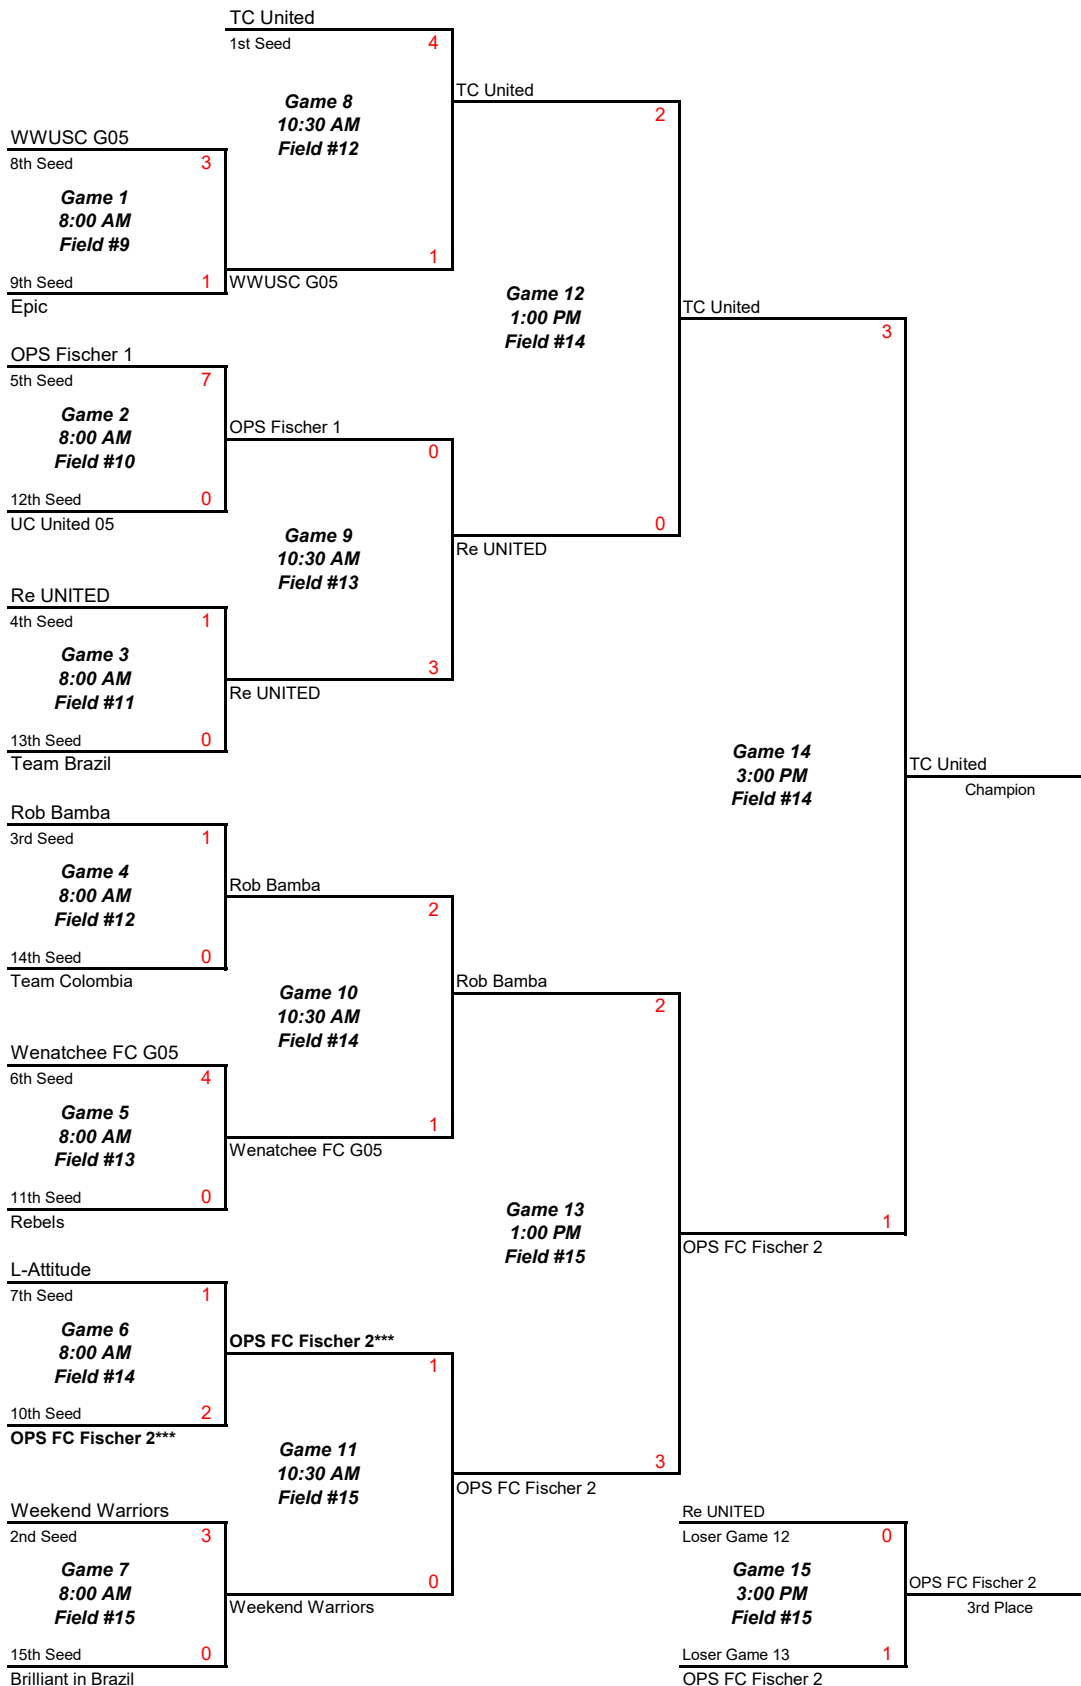 TC United
1st Seed 4
Game 8
10:30 AM
Field #12
TC United
2
WWUSC G05
8th Seed 3
Game 1
8:00 AM
Field #9
9th Seed 1
Epic
1
WWUSC G05
Game 12
1:00 PM
Field #14
TC United
3
OPS Fischer 1
5th Seed 7
Game 2
8:00 AM
Field #10
12th Seed 0
UC United 05
OPS Fischer 1
0
Game 9
10:30 AM
Field #13
0
Re UNITED
Re UNITED
4th Seed 1
Game 3
8:00 AM
Field #11
13th Seed 0
Team Brazil
3
Re UNITED
Game 14
3:00 PM
Field #14
TC United
Champion
Rob Bamba
3rd Seed 1
Game 4
8:00 AM
Field #12
14th Seed 0
Team Colombia
Rob Bamba
2
Game 10
10:30 AM
Field #14
Rob Bamba
2
Wenatchee FC G05
6th Seed 4
Game 5
8:00 AM
Field #13
11th Seed 0
Rebels
1
Wenatchee FC G05
Game 13
1:00 PM
Field #15
1
OPS FC Fischer 2
L-Attitude
7th Seed 1
Game 6
8:00 AM
Field #14
10th Seed 2
OPS FC Fischer 2***
OPS FC Fischer 2***
1
Game 11
10:30 AM
Field #15
3
OPS FC Fischer 2
Weekend Warriors
2nd Seed 3
Game 7
8:00 AM
Field #15
15th Seed 0
Brilliant in Brazil
0
Weekend Warriors
Re UNITED
Loser Game 12 0
Game 15
3:00 PM
Field #15
Loser Game 13 1
OPS FC Fischer 2
OPS FC Fischer 2
3rd Place